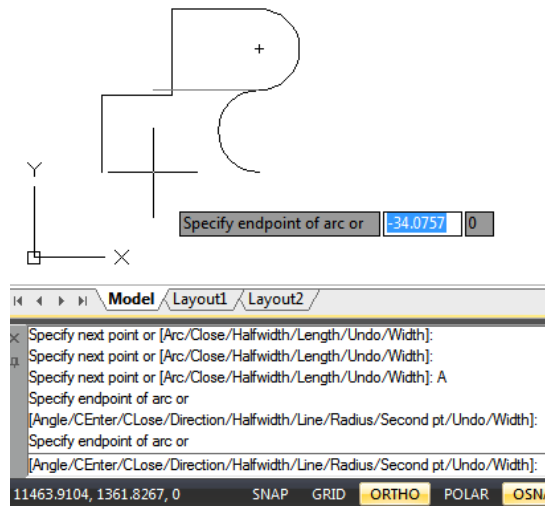 Y
X
Specify endpoint of arc or -34.0757 0
Model Layout1 Layout2
Specify next point or [Arc/Close/Halfwidth/Length/Undo/Width]:
Specify next point or [Arc/Close/Halfwidth/Length/Undo/Width]:
Specify next point or [Arc/Close/Halfwidth/Length/Undo/Width]: A
Specify endpoint of arc or
[Angle/CEnter/CLose/Direction/Halfwidth/Line/Radius/Second pt/Undo/Width]:
Specify endpoint of arc or
[Angle/CEnter/CLose/Direction/Halfwidth/Line/Radius/Second pt/Undo/Width]:
11463.9104, 1361.8267, 0 SNAP GRID ORTHO POLAR OSNA